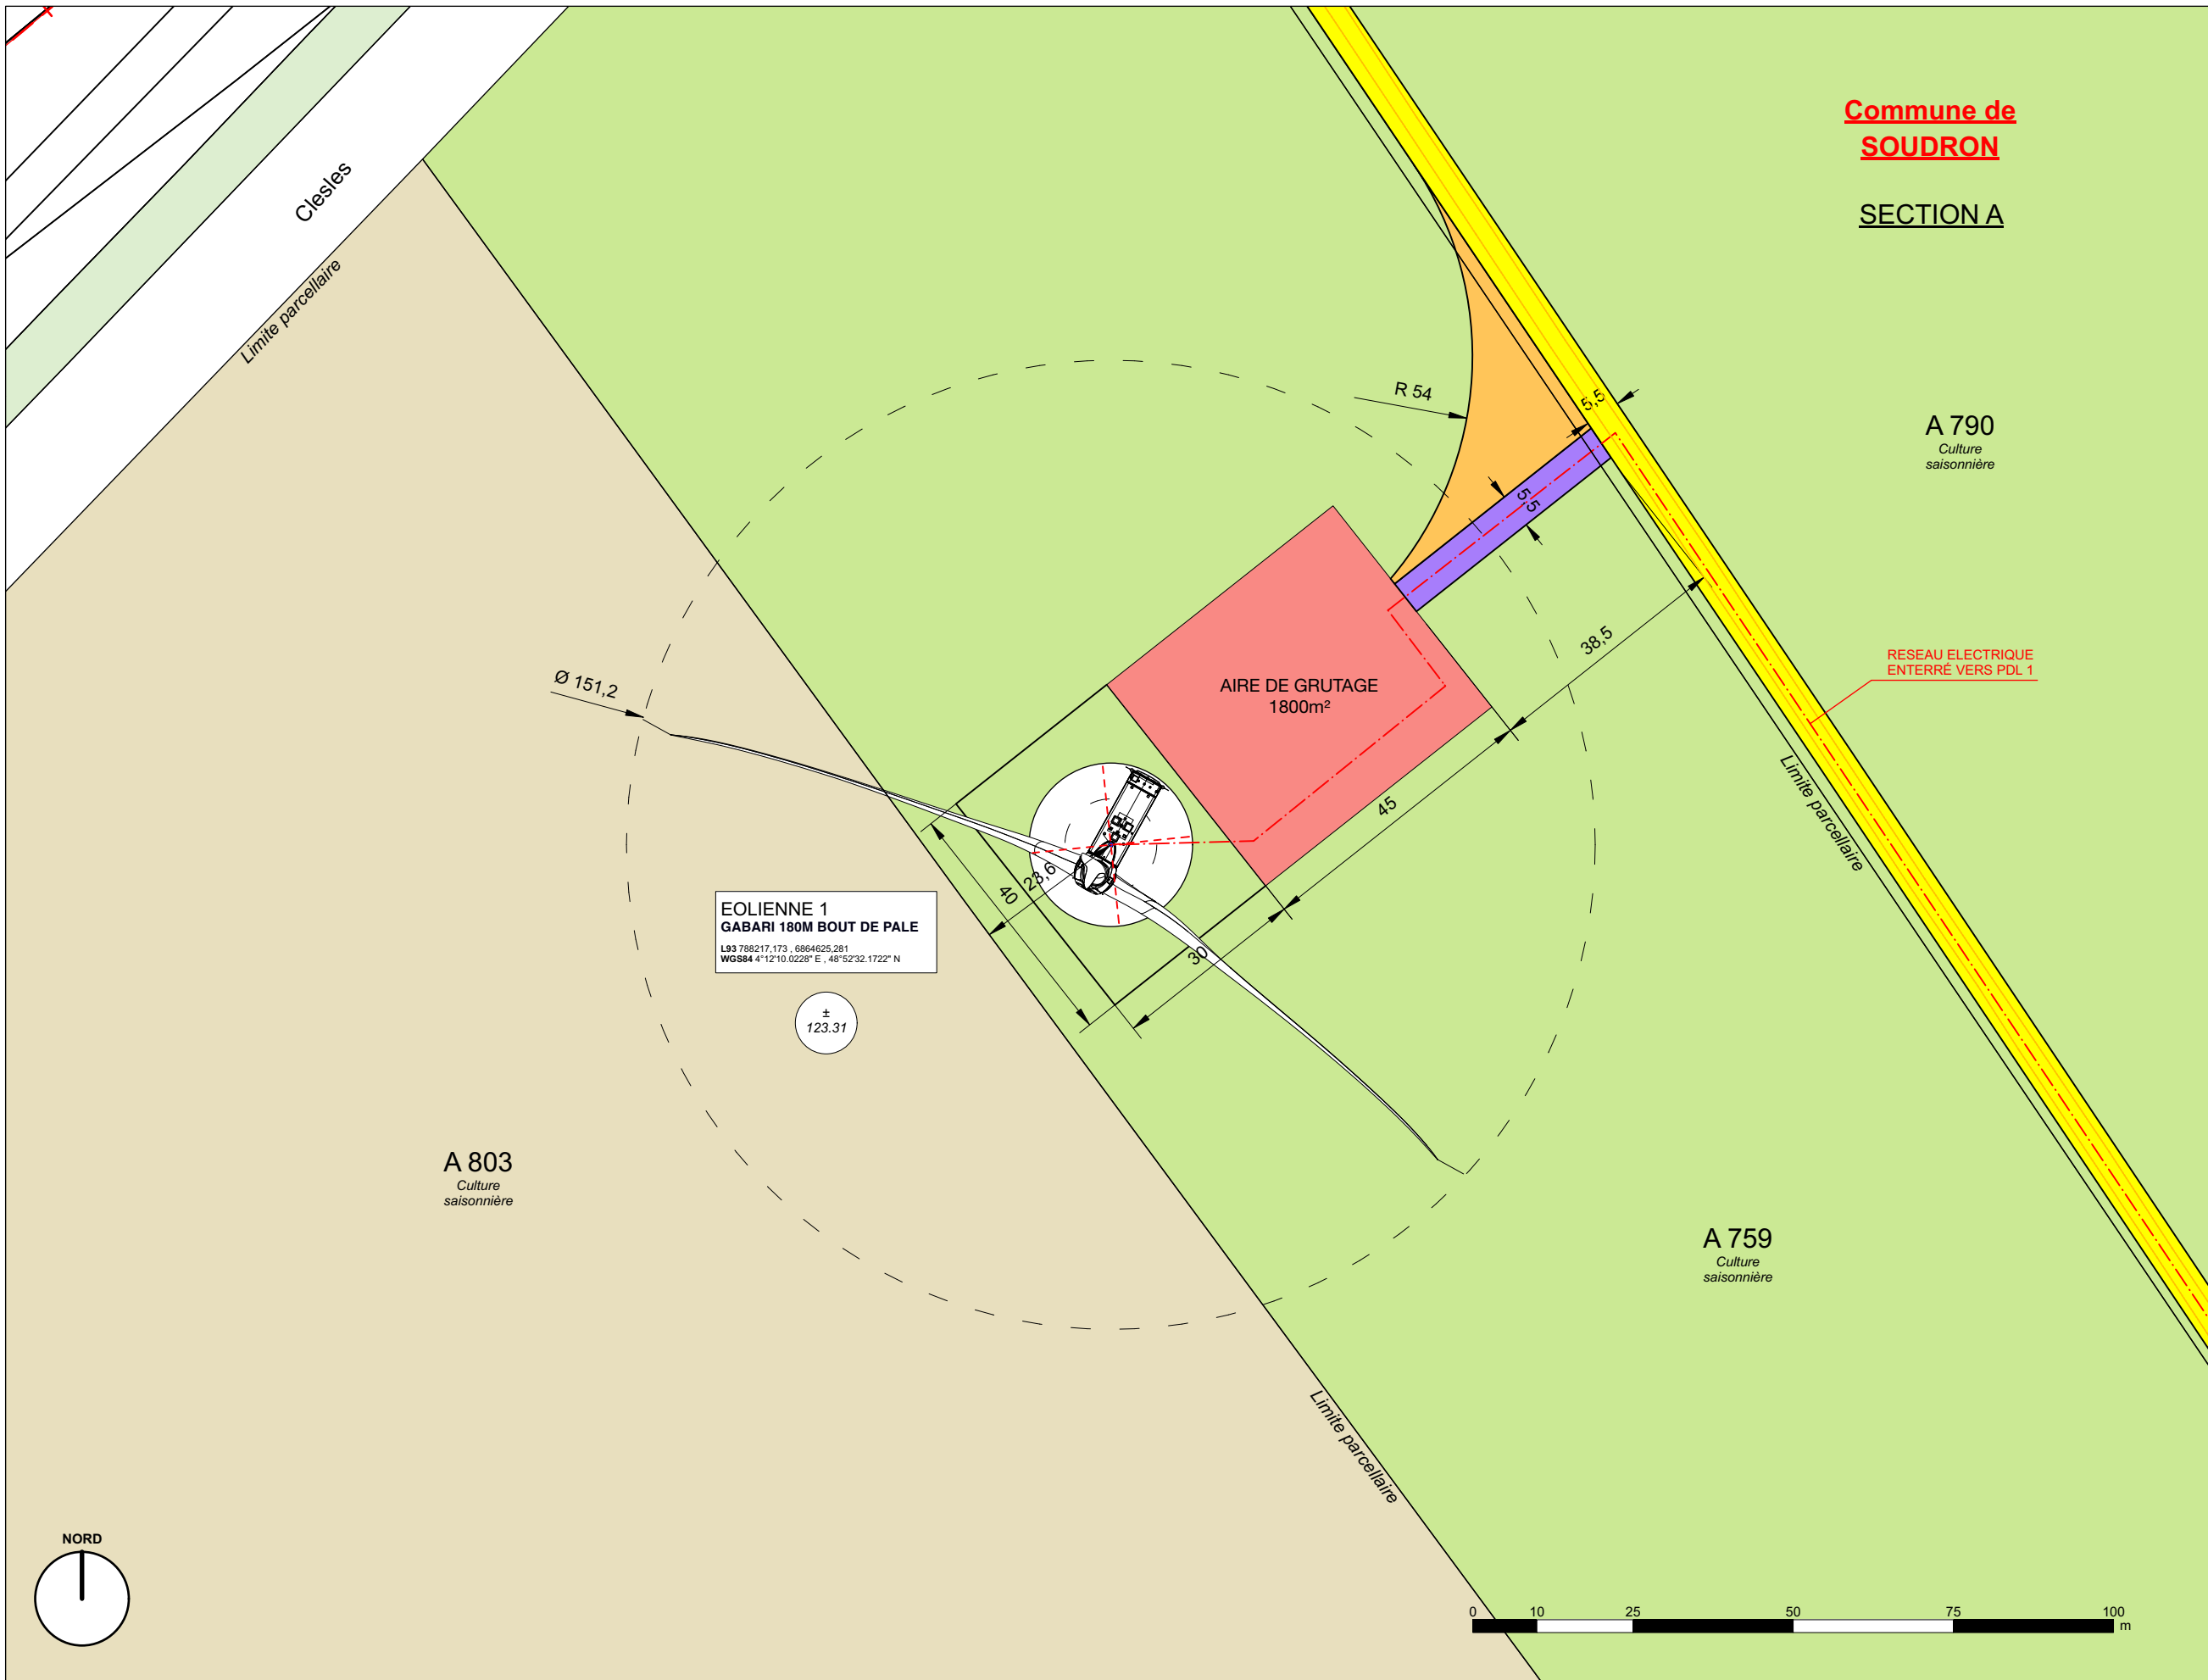 Commune de
SOUDRON
SECTION A
Clesles
Limite parcellaire
R 54
5,5
A 790
Culture
saisonnière
5,5
38,5
RESEAU ELECTRIQUE
ENTERRÉ VERS PDL 1
Ø 151,2
AIRE DE GRUTAGE
1800m²
Limite parcellaire
45
23,6
40
30
EOLIENNE 1
GABARI 180M BOUT DE PALE
L93 788217,173 , 6864625,281
WGS84 4°12'10.0228" E , 48°52'32.1722" N
±
123.31
A 803
Culture
saisonnière
A 759
Culture
saisonnière
Limite parcellaire
NORD
0 10 25 50 75 100
m